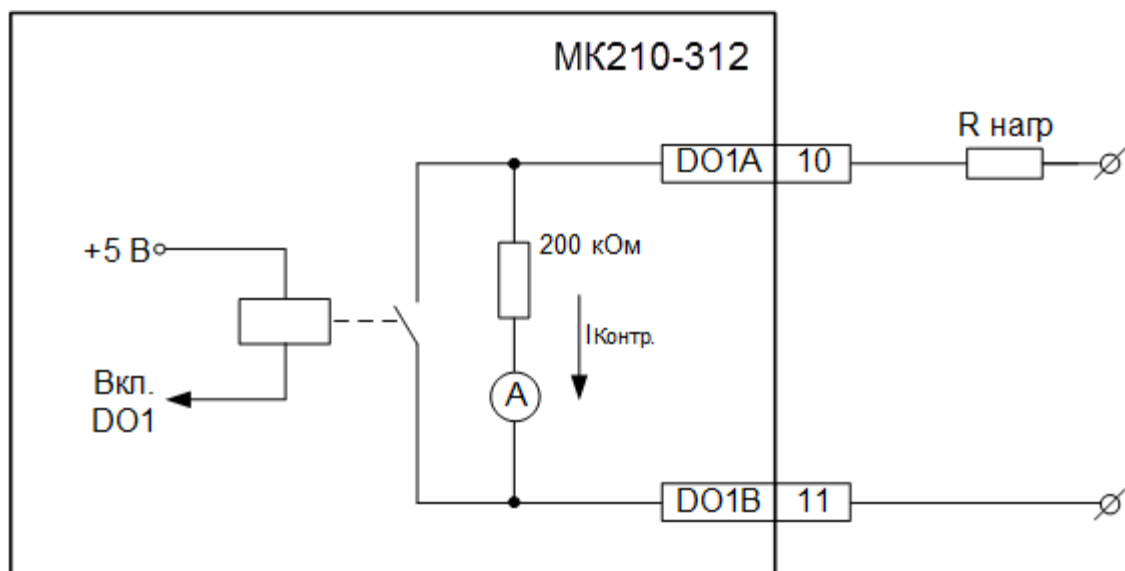 МК210-312
R нагр
DO1A 10
200 кОм
+5 В
Iконтр.
Вкл.
DO1
A
DO1B 11